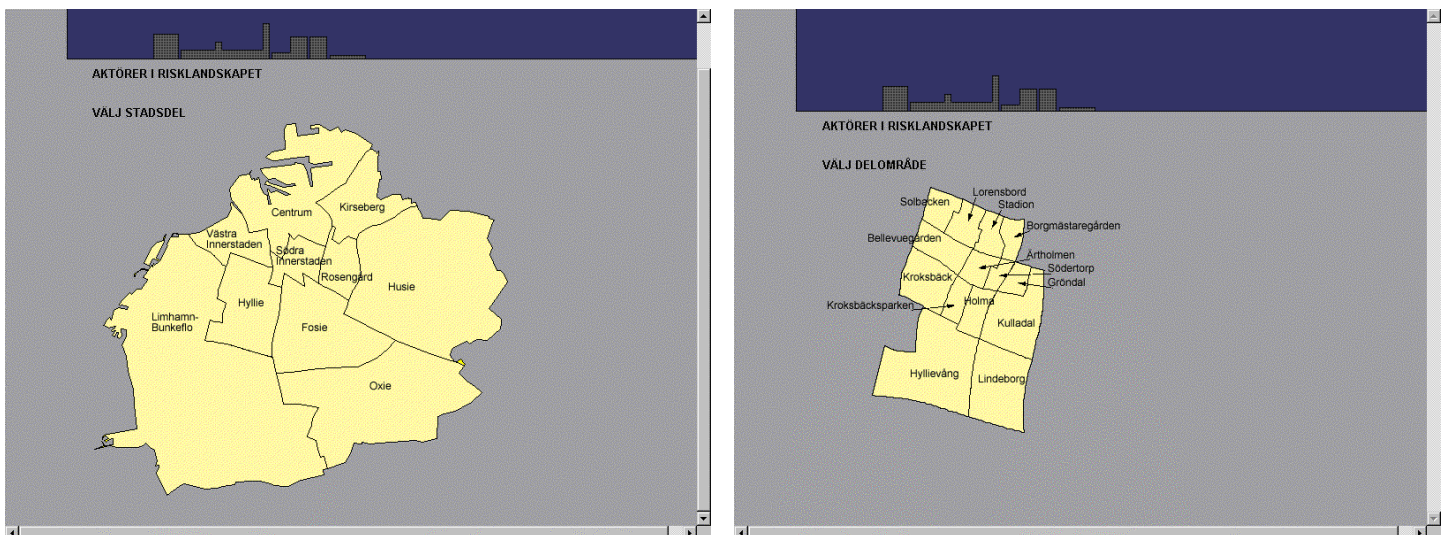 AKTÖRER I RISKLANDSKAPET
VÄLJ STADSDEL
Centrum
Kirseberg
Västra
Innerstaden
Södra
Innerstaden
Rosengård
Husie
Hyllie
Limhamn-
Bunkeflo
Fosie
Oxie
AKTÖRER I RISKLANDSKAPET
VÄLJ DELOMRÅDE
Lorensbord
Solbacken
Stadion
Borgmästaregården
Bellevuegården
Ärtholmen
Södertorp
Kroksbäck
Gröndal
Holma
Kroksbäcksparken
Kulladal
Hyllievång
Lindeborg